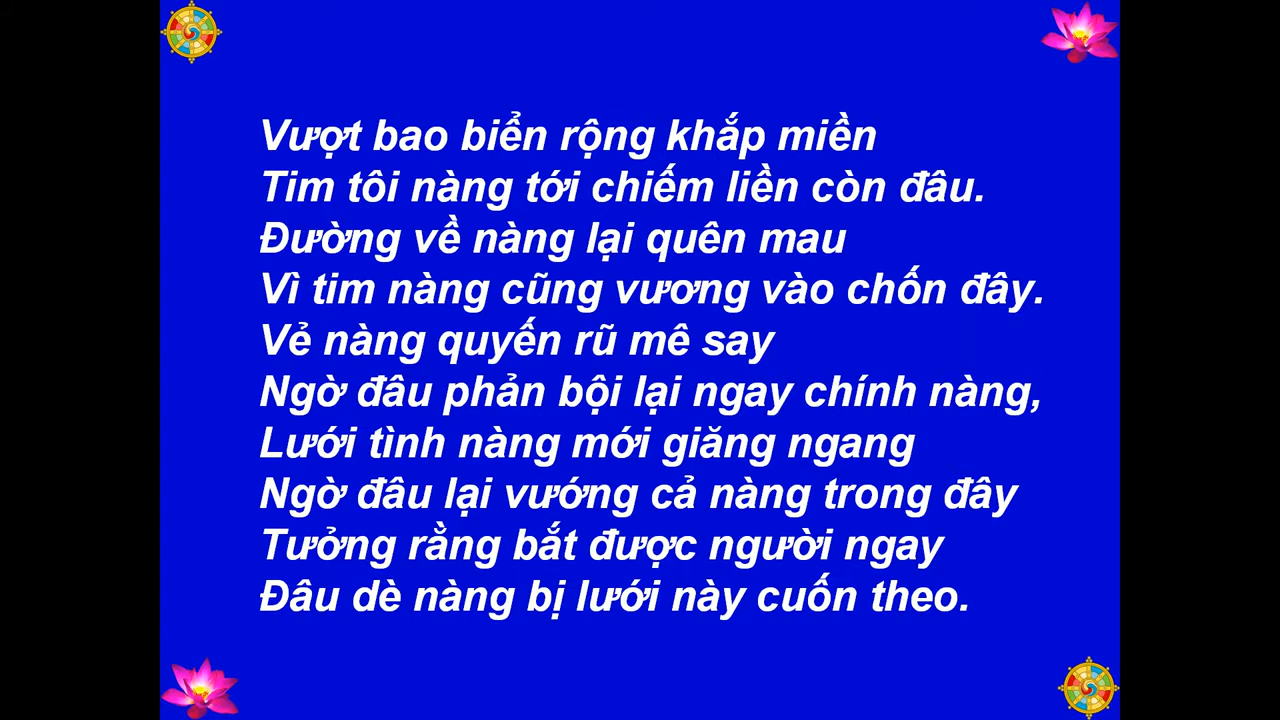 Vượt bao biển rộng khắp miền
Tim tôi nàng tới chiếm liền còn đâu.
Đường về nàng lại quên mau
Vì tim nàng cũng vương vào chốn đây.
Vẻ nàng quyến rũ mê say
Ngờ đâu phản bội lại ngay chính nàng,
Lưới tình nàng mới giăng ngang
Ngờ đâu lại vướng cả nàng trong đây
Tưởng rằng bắt được người ngay
Đâu dè nàng bị lưới này cuốn theo.